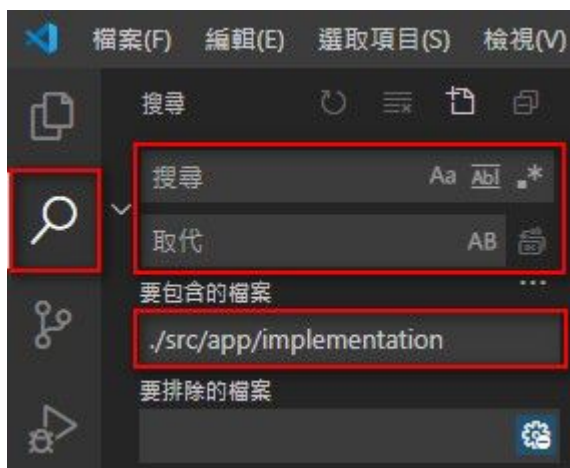 檔案(F) 編輯(E) 選取項目(S) 檢視(V)
搜尋
搜尋 Aa Abl .*
取代 AB
要包含的檔案 ...
./src/app/implementation
要排除的檔案